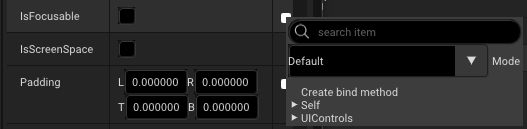 IsFocusable
search item
IsScreenSpace
Default
Mode
Padding
L 0.000000 R 0.000000
T 0.000000 B 0.000000
Create bind method
Self
UIControls